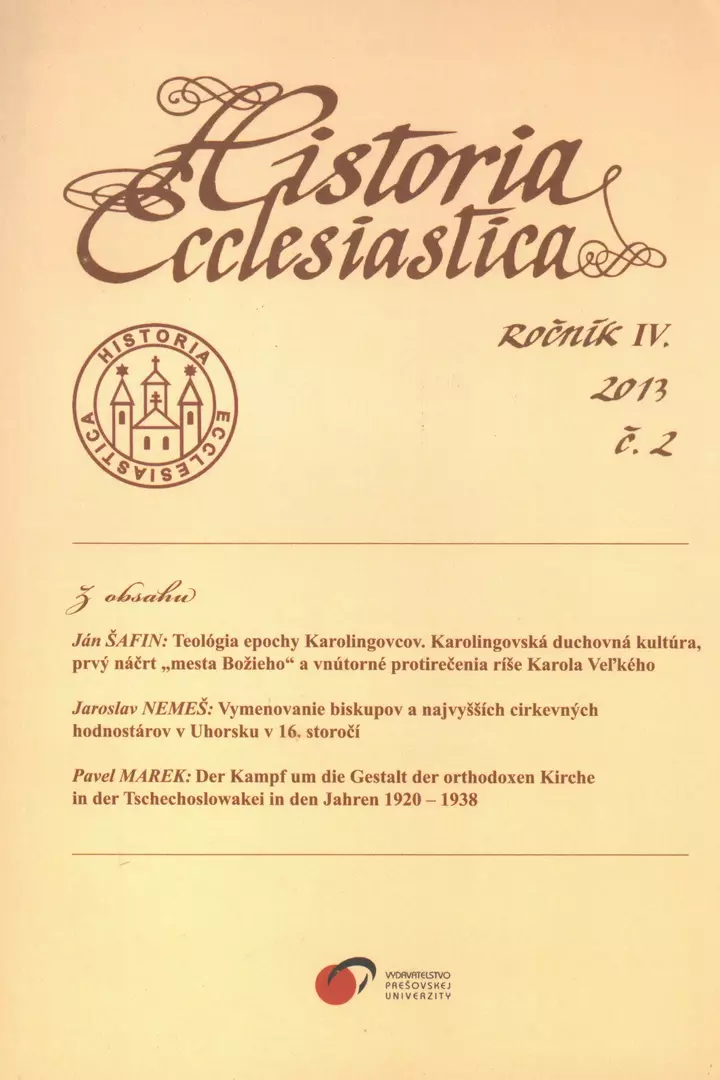 Historia
Ecclesiastica
HISTORIA
ECCLESIASTICA
Ročník IV.
2013
č. 2
Z obsahu
Ján ŠAFIN: Teológia epochy Karolingovcov. Karolingovská duchovná kultúra,
prvý náčrt „mesta Božieho“ a vnútorné protirečenia ríše Karola Veľkého
Jaroslav NEMEŠ: Vymenovanie biskupov a najvyšších cirkevných
hodnostárov v Uhorsku v 16. storočí
Pavel MAREK: Der Kampf um die Gestalt der orthodoxen Kirche
in der Tschechoslowakei in den Jahren 1920 – 1938
VYDAVATEĽSTVO
PREŠOVSKEJ
UNIVERZITY